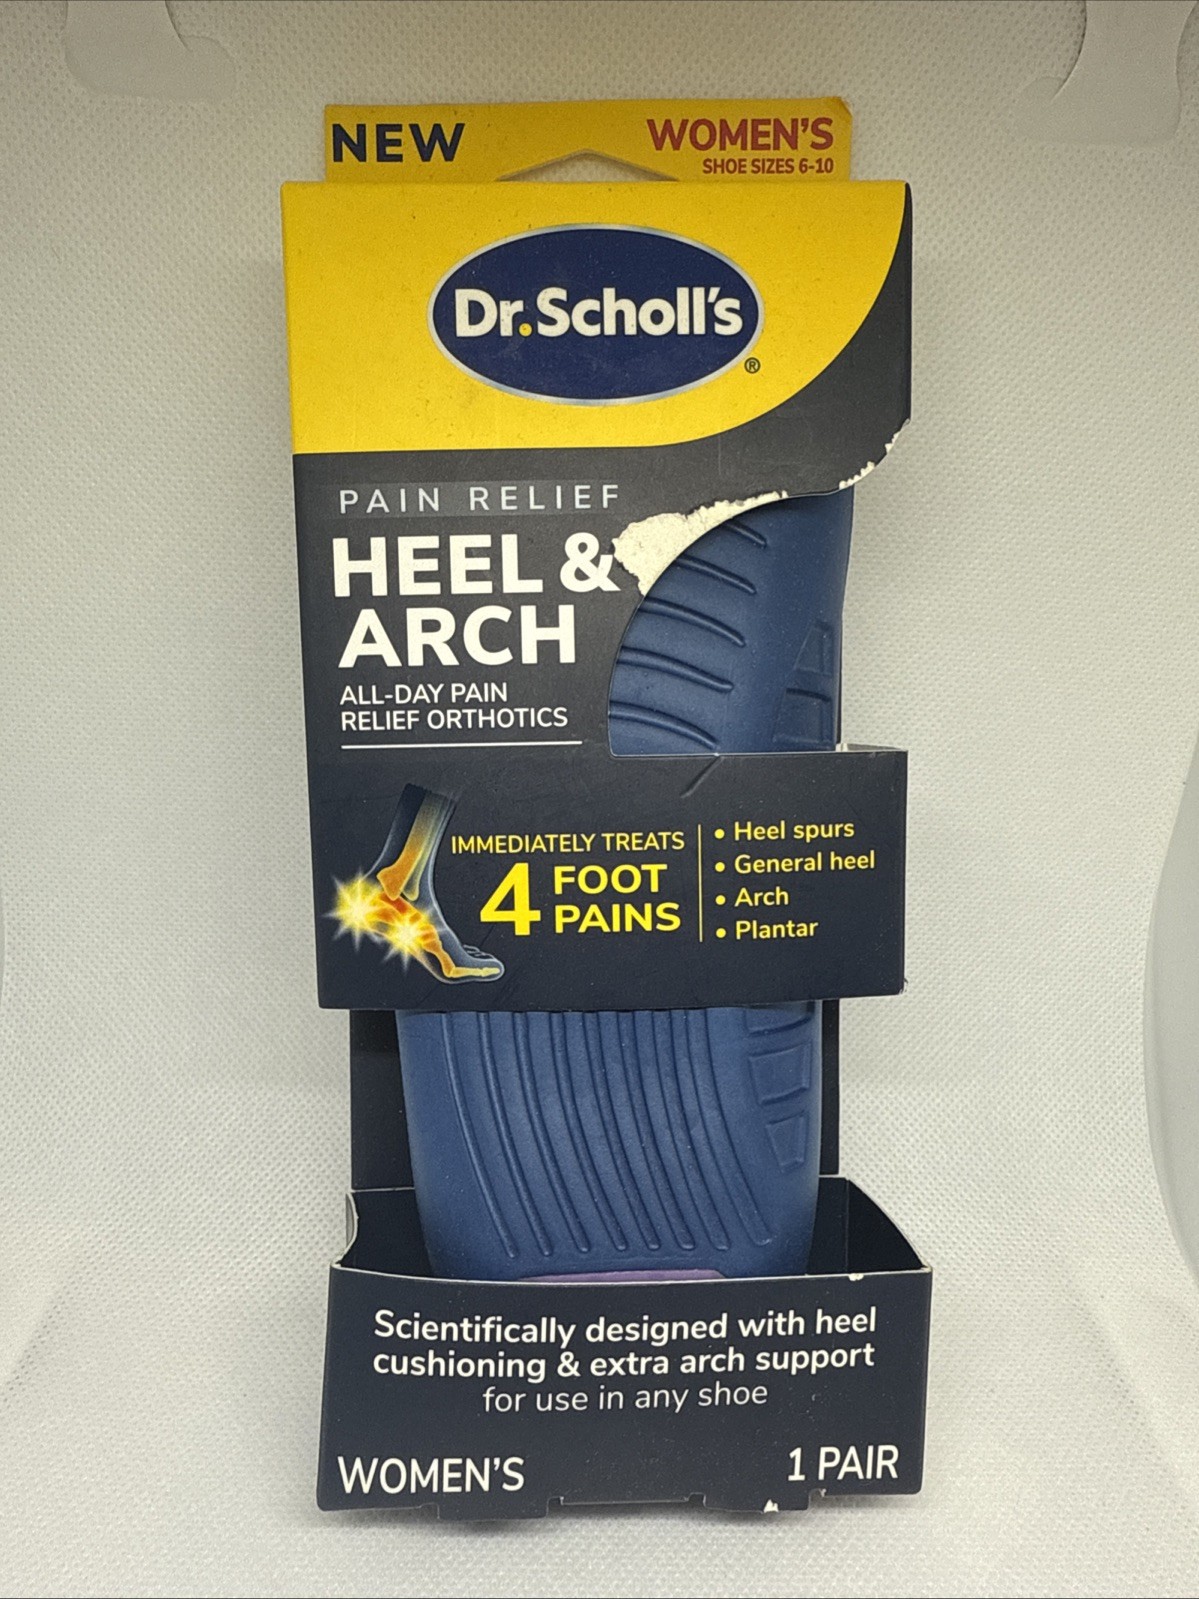 NEW
WOMEN'S
SHOE SIZES 6-10
Dr.Scholl's®
PAIN RELIEF
HEEL &
ARCH
ALL-DAY PAIN
RELIEF ORTHOTICS
IMMEDIATELY TREATS
4 FOOT
PAINS
• Heel spurs
• General heel
• Arch
• Plantar
Scientifically designed with heel
cushioning & extra arch support
for use in any shoe
WOMEN'S
1 PAIR